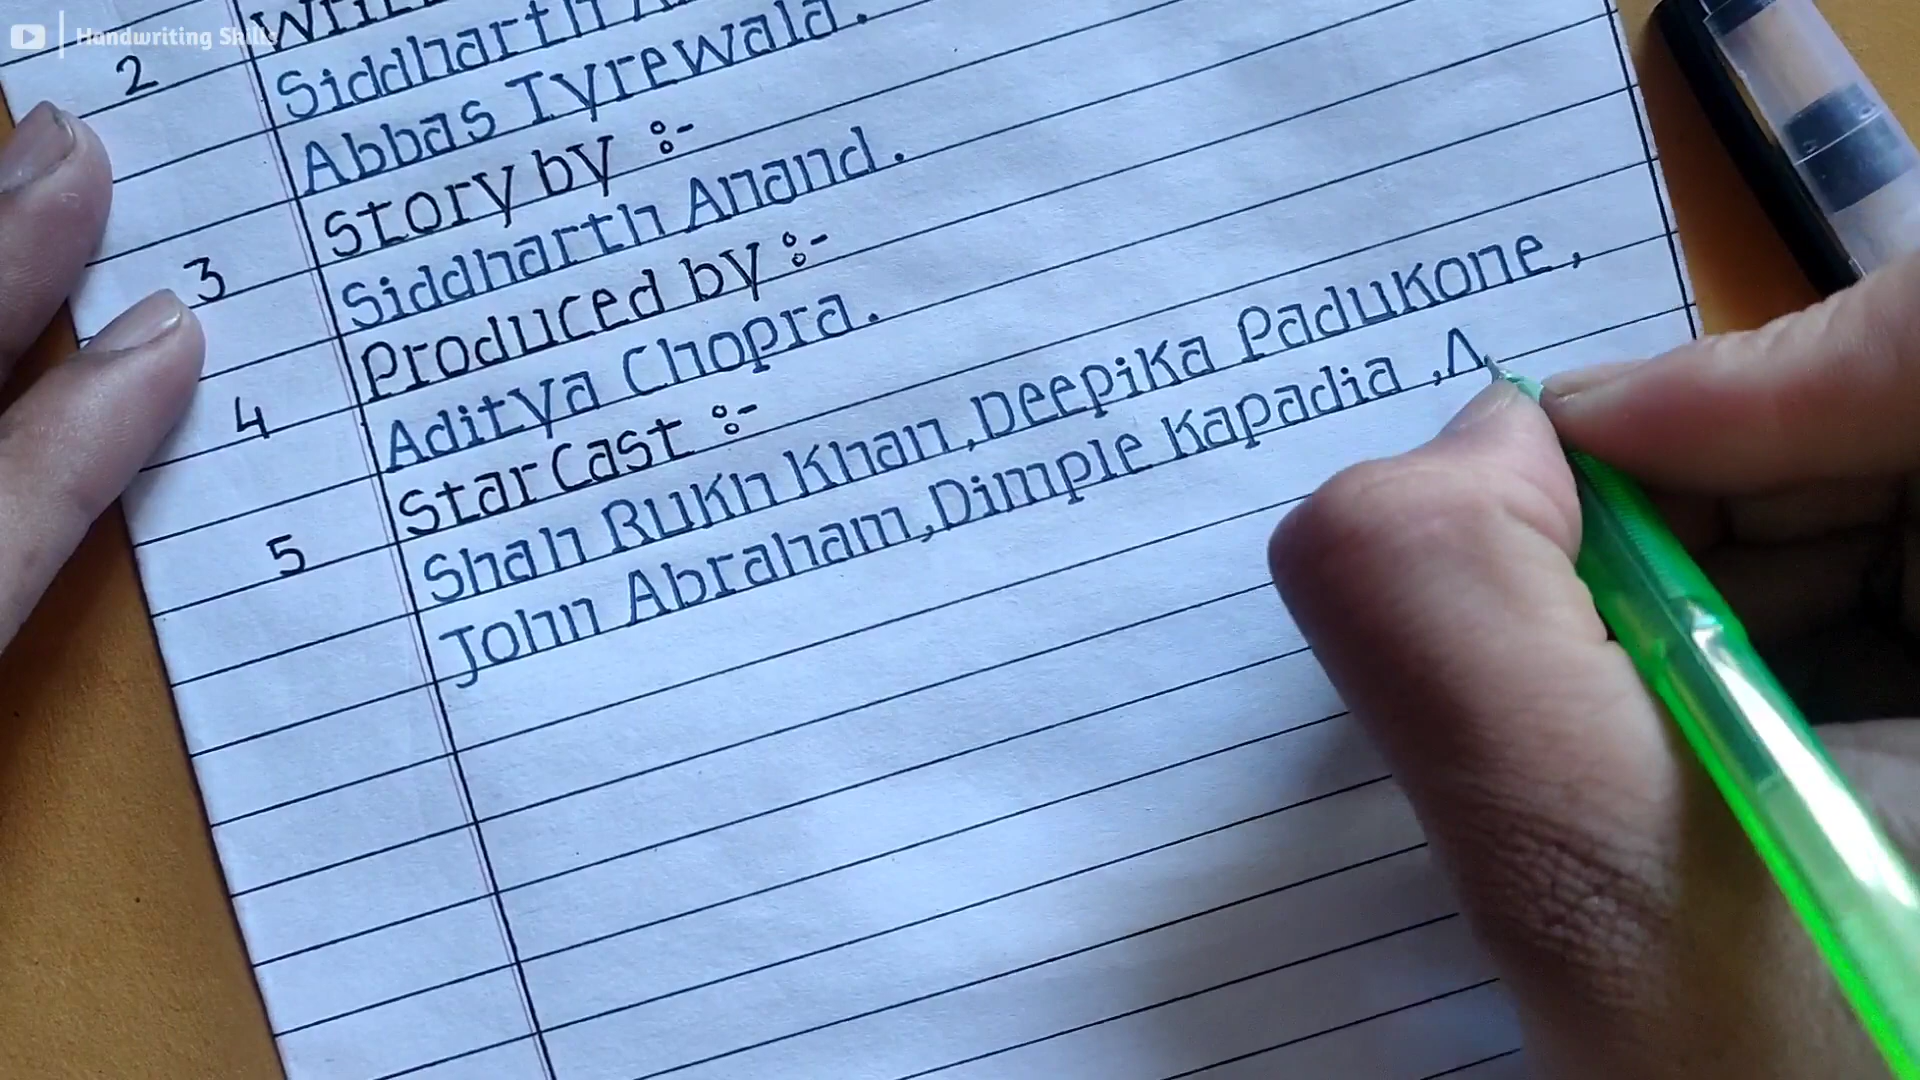 Handwriting Skills
2
Siddharth
Abbas Tyrewala.
Story by :-
3 Siddharth Anand.
Produced by :-
4 Aditya Chopra.
Star Cast :-
5 Shah Rukh Khan, Deepika Padukone,
John Abraham, Dimple Kapadia, A